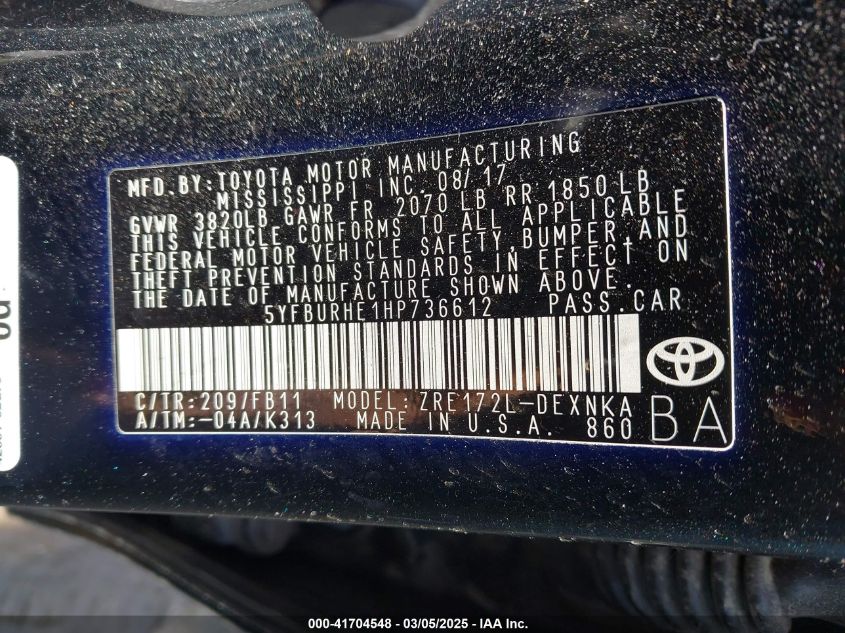 MFD.BY: TOYOTA MOTOR MANUFACTURING
MISSISSIPPI INC. 08/17
GVWR 3820LB GAWR FR 2070 LB RR 1850 LB
THIS VEHICLE CONFORMS TO ALL APPLICABLE
FEDERAL MOTOR VEHICLE SAFETY,BUMPER,AND
THEFT PREVENTION STANDARDS IN EFFECT ON
THE DATE OF MANUFACTURE SHOWN ABOVE.
5YFBURHE1HP736612 PASS.CAR
C/TR:209/FB11 MODEL: ZRE172L-DEXNKA
A/TM:-04A/K313 MADE IN U.S.A. 860
BA
000-41704548 - 03/05/2025 - IAA Inc.